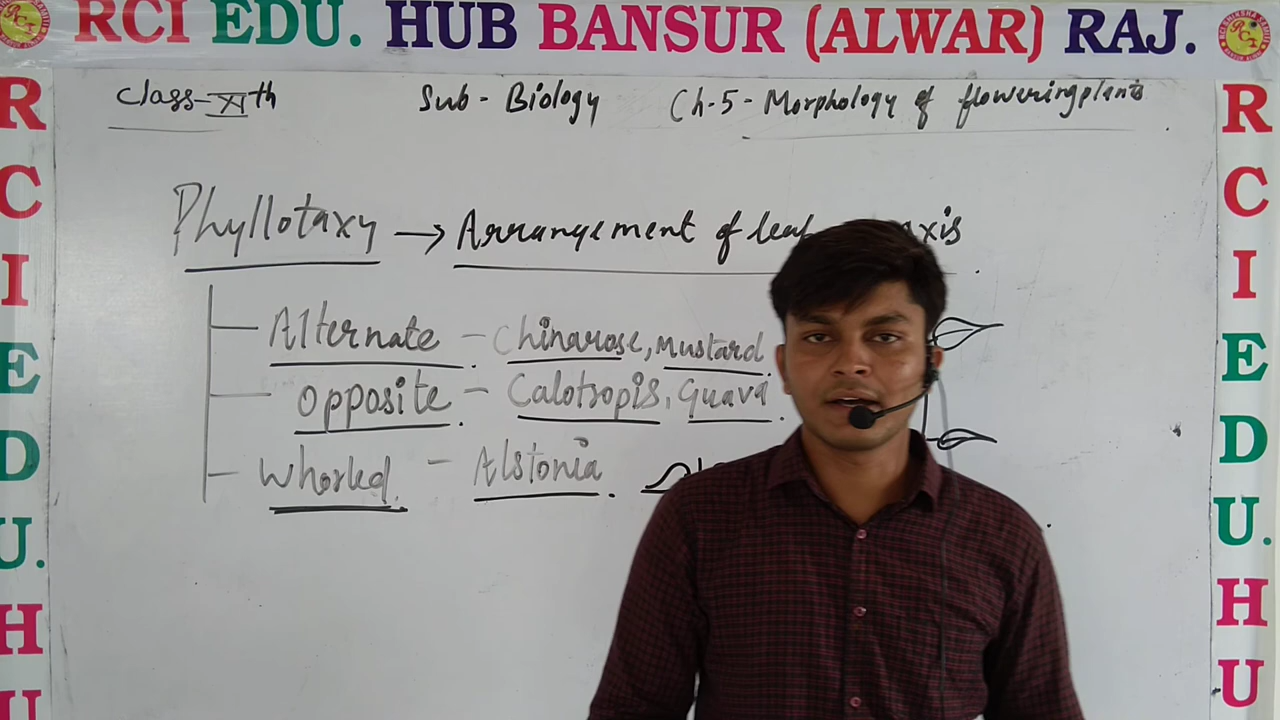 RCI EDU. HUB BANSUR (ALWAR) RAJ.
Class-XIth Sub - Biology Ch-5 - Morphology of floweringplants
Phyllotaxy → Arrangement of leaf axis
Alternate - Chinarose, Mustard.
Opposite - Calotropis, Guava.
Whorled. - Alstonia.
R
C
I
E
D
U.
H
U
R
C
I
E
D
U.
H
U